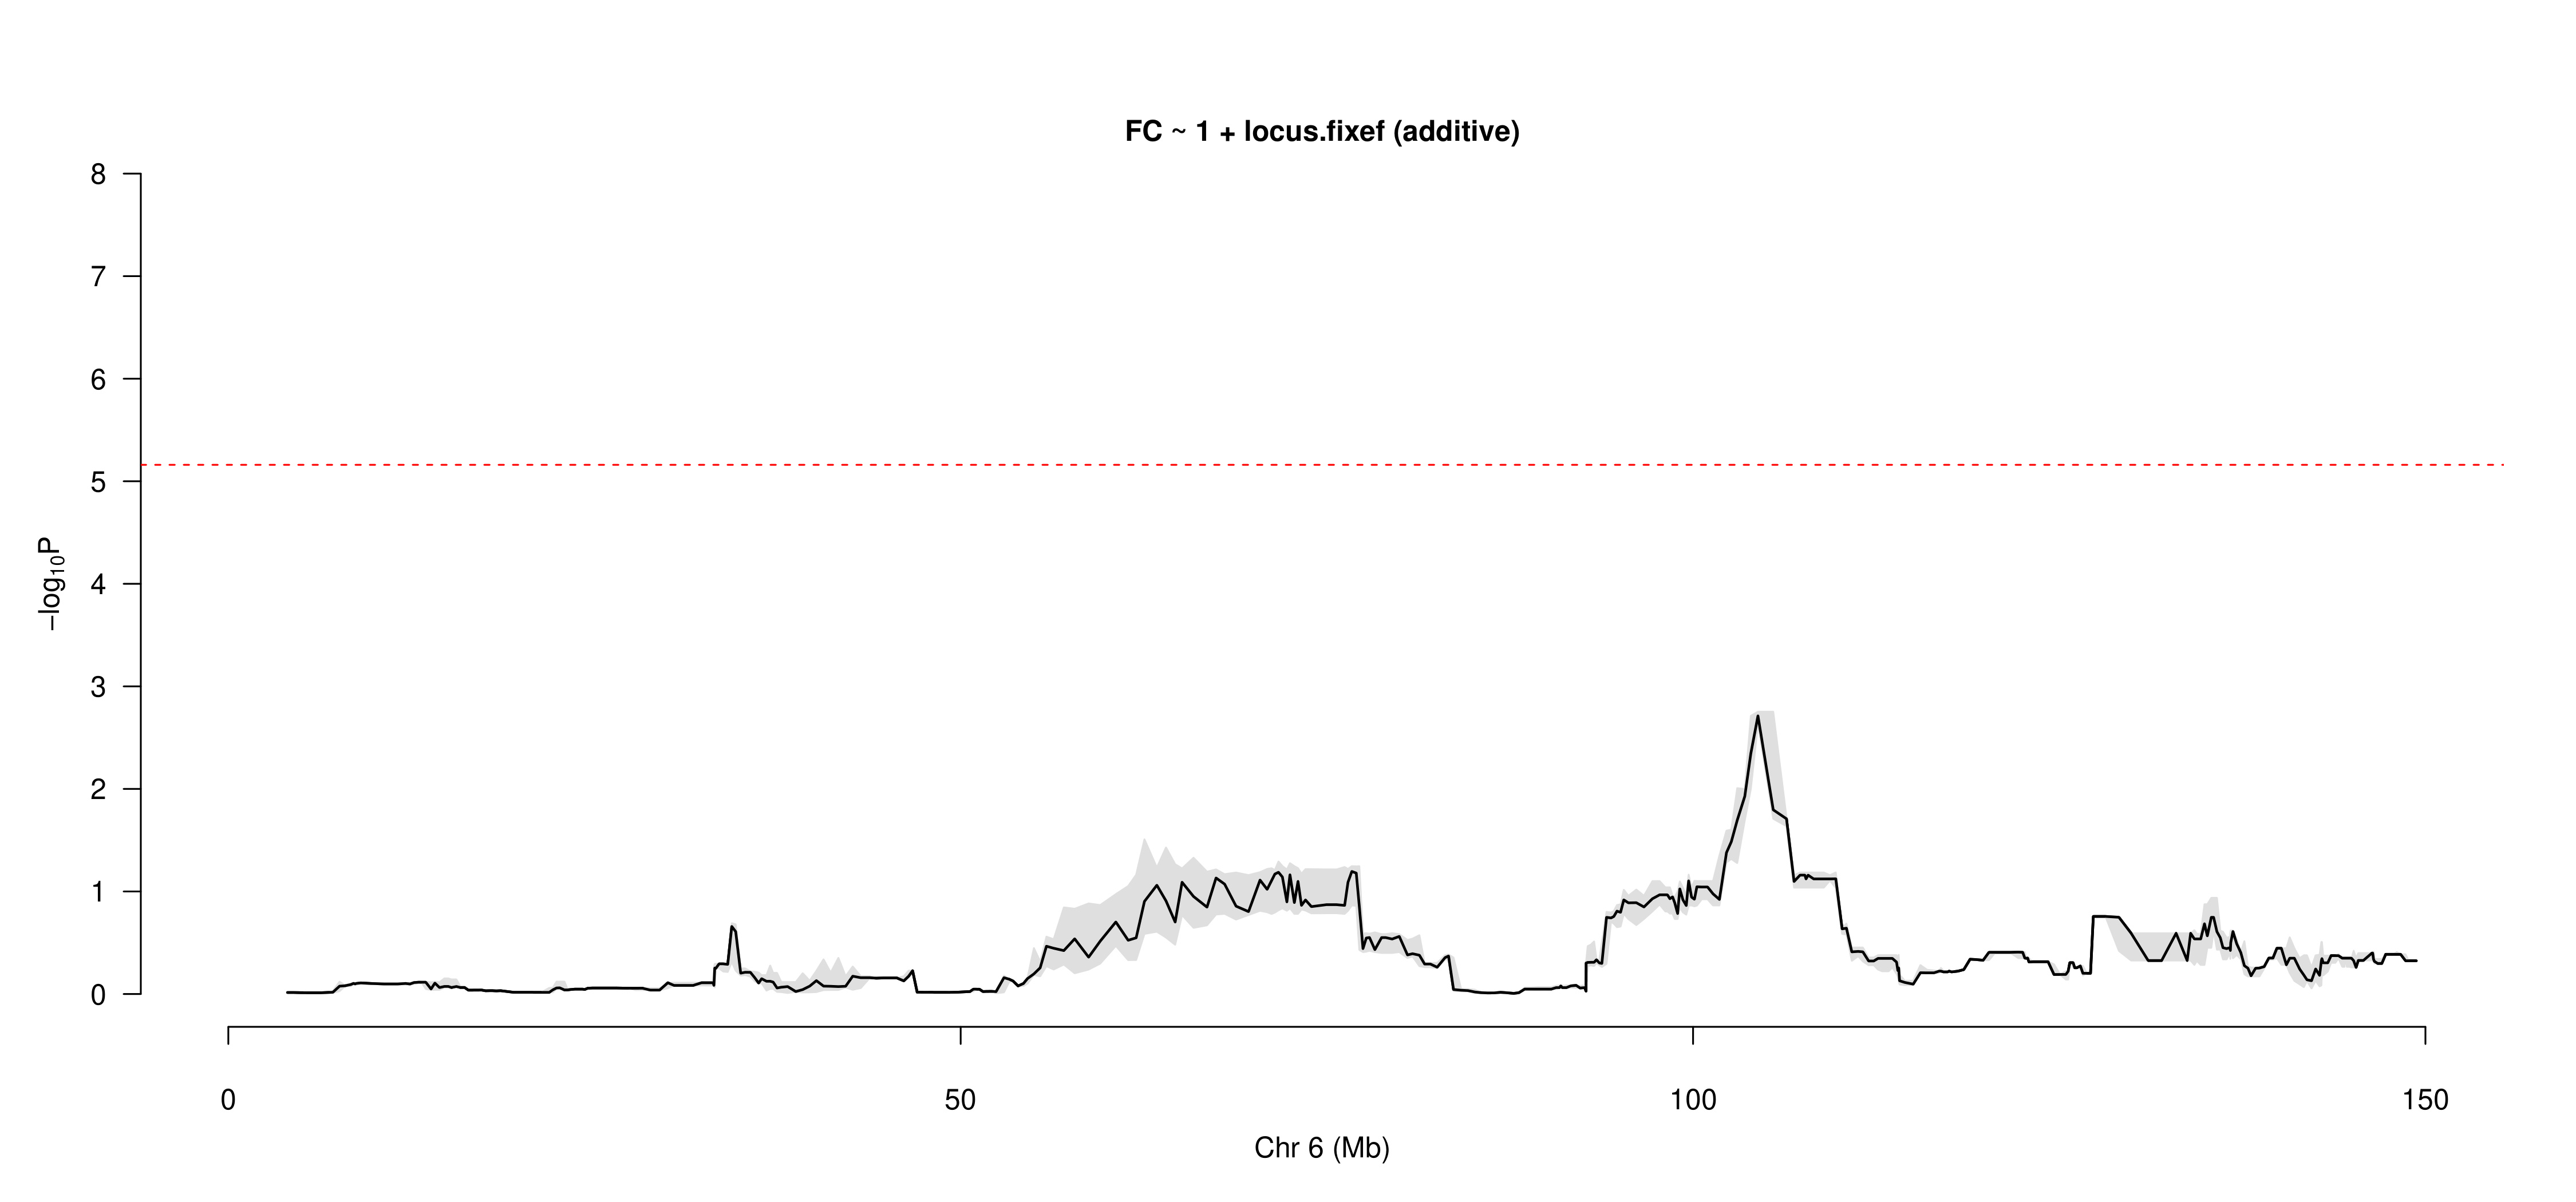 FC ~ 1 + locus.fixef (additive)
8
7
6
5
4
3
2
1
0
−log10P
0 50 100 150
Chr 6 (Mb)